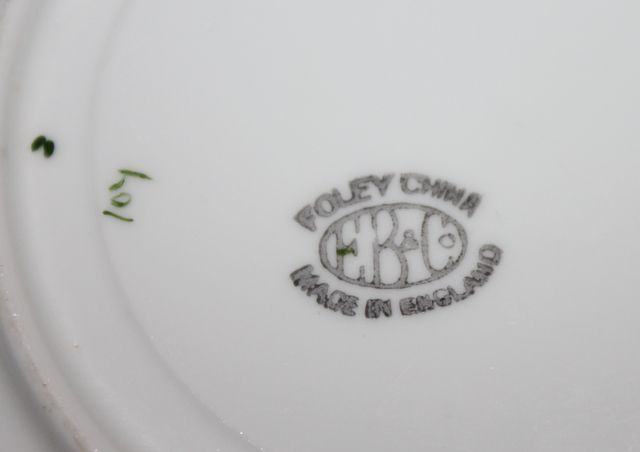 FOLEY CHINA
EB & Co
MADE IN ENGLAND